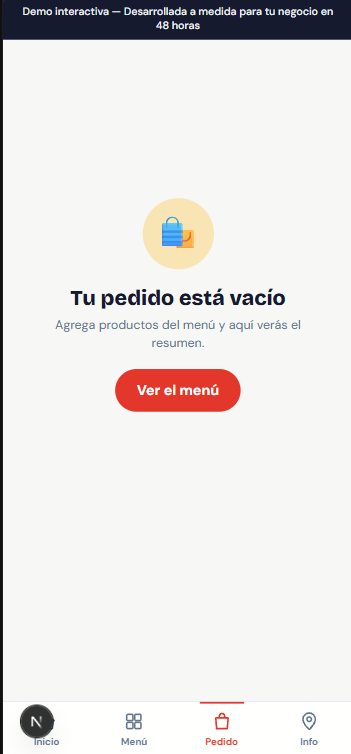 Demo interactiva — Desarrollada a medida para tu negocio en
48 horas
Tu pedido está vacío
Agrega productos del menú y aquí verás el
resumen.
Ver el menú
N
Inicio
Menú
Pedido
Info